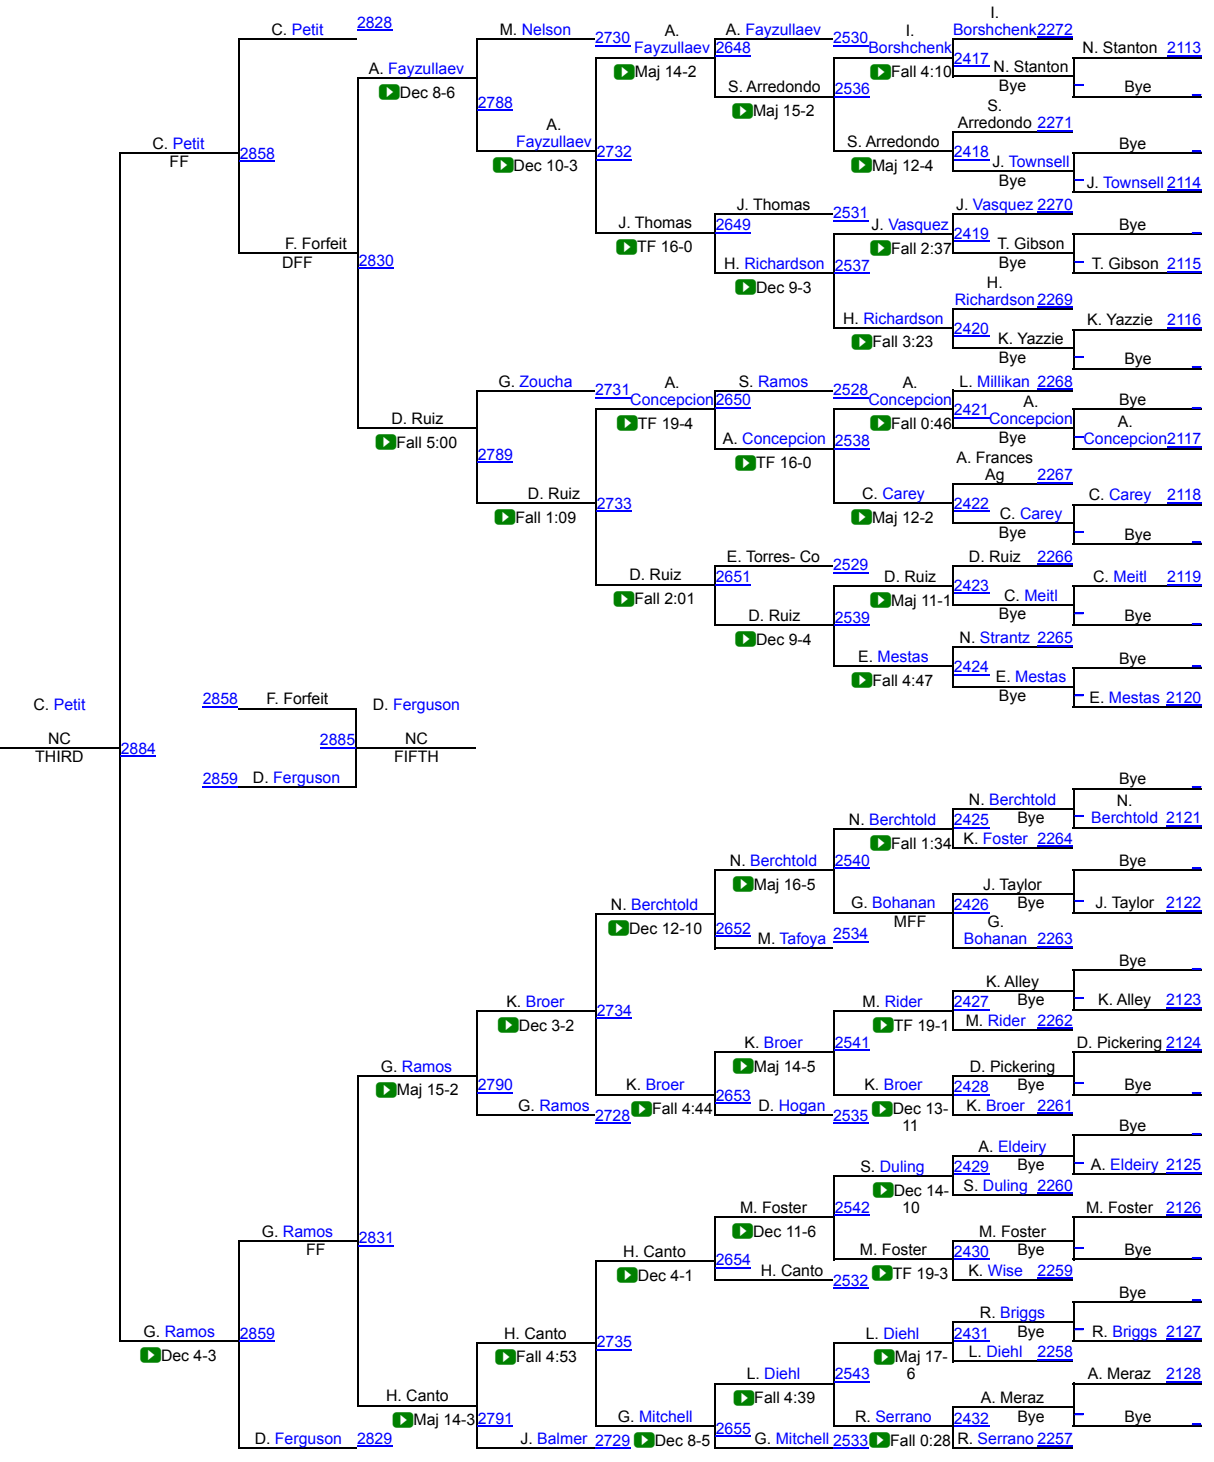 C. Petit 2828
M. Nelson 2730
A. Fayzullaev 2648
A. Fayzullaev 2530
I. Borshchenk
I. Borshchenk 2272
N. Stanton 2113
A. Fayzullaev
Dec 8-6
2788
Maj 14-2
S. Arredondo
Maj 15-2
2536
Fall 4:10
2417
N. Stanton
Bye
Bye
A. Fayzullaev
Dec 10-3
2732
S. Arredondo
Maj 12-4
S. Arredondo 2271
2418
J. Townsell
Bye
Bye
J. Townsell 2114
C. Petit
FF
2858
F. Forfeit
DFF
2830
J. Thomas
TF 16-0
J. Thomas 2531
2649
H. Richardson
Dec 9-3
2537
J. Vasquez
Fall 2:37
J. Vasquez 2270
2419
T. Gibson
Bye
Bye
T. Gibson 2115
H. Richardson
Fall 3:23
H. Richardson 2269
2420
K. Yazzie
Bye
K. Yazzie 2116
Bye
G. Zoucha 2731
A. Concepcion 2650
TF 19-4
S. Ramos 2528
A. Concepcion
TF 16-0
2538
A. Concepcion
Fall 0:46
L. Millikan 2268
2421
A. Concepcion
Bye
Bye
A. Concepcion 2117
D. Ruiz
Fall 5:00
2789
D. Ruiz
Fall 1:09
2733
C. Carey
Maj 12-2
A. Frances Ag 2267
2422
C. Carey
Bye
C. Carey 2118
Bye
D. Ruiz
Fall 2:01
E. Torres- Co 2529
2651
D. Ruiz
Dec 9-4
2539
D. Ruiz
Maj 11-1
D. Ruiz 2266
2423
C. Meitl
Bye
C. Meitl 2119
Bye
E. Mestas
Fall 4:47
N. Strantz 2265
2424
E. Mestas
Bye
Bye
E. Mestas 2120
C. Petit
NC
THIRD
2884
2858 F. Forfeit
2885
2859 D. Ferguson
D. Ferguson
NC
FIFTH
N. Berchtold
Dec 12-10
N. Berchtold
Maj 16-5
2652
M. Tafoya 2534
N. Berchtold
Fall 1:34
2540
G. Bohanan
MFF
N. Berchtold
2425 Bye
K. Foster 2264
Bye
N. Berchtold 2121
J. Taylor
2426 Bye
G. Bohanan 2263
Bye
J. Taylor 2122
K. Broer
Dec 3-2
2734
K. Broer
Fall 4:44
K. Broer
Maj 14-5
2653
D. Hogan 2535
M. Rider
TF 19-1
2541
K. Broer
Dec 13-11
K. Alley
2427 Bye
M. Rider 2262
Bye
K. Alley 2123
D. Pickering
2428 Bye
K. Broer 2261
D. Pickering 2124
Bye
G. Ramos
Maj 15-2
2790
G. Ramos 2728
G. Ramos
FF
2831
H. Canto
Dec 4-1
M. Foster
Dec 11-6
2654
H. Canto 2532
S. Duling
Dec 14-10
2542
M. Foster
TF 19-3
A. Eldeiry
2429 Bye
S. Duling 2260
Bye
A. Eldeiry 2125
M. Foster
2430 Bye
K. Wise 2259
M. Foster 2126
Bye
G. Ramos
Dec 4-3
2859
H. Canto
Fall 4:53
2735
H. Canto
Maj 14-3
2791
J. Balmer 2729
G. Mitchell
Dec 8-5
L. Diehl
Fall 4:39
2655
G. Mitchell 2533
L. Diehl
Maj 17-6
2543
R. Serrano
Fall 0:28
R. Briggs
2431 Bye
L. Diehl 2258
Bye
R. Briggs 2127
A. Meraz
2432 Bye
R. Serrano 2257
A. Meraz 2128
Bye
D. Ferguson 2829